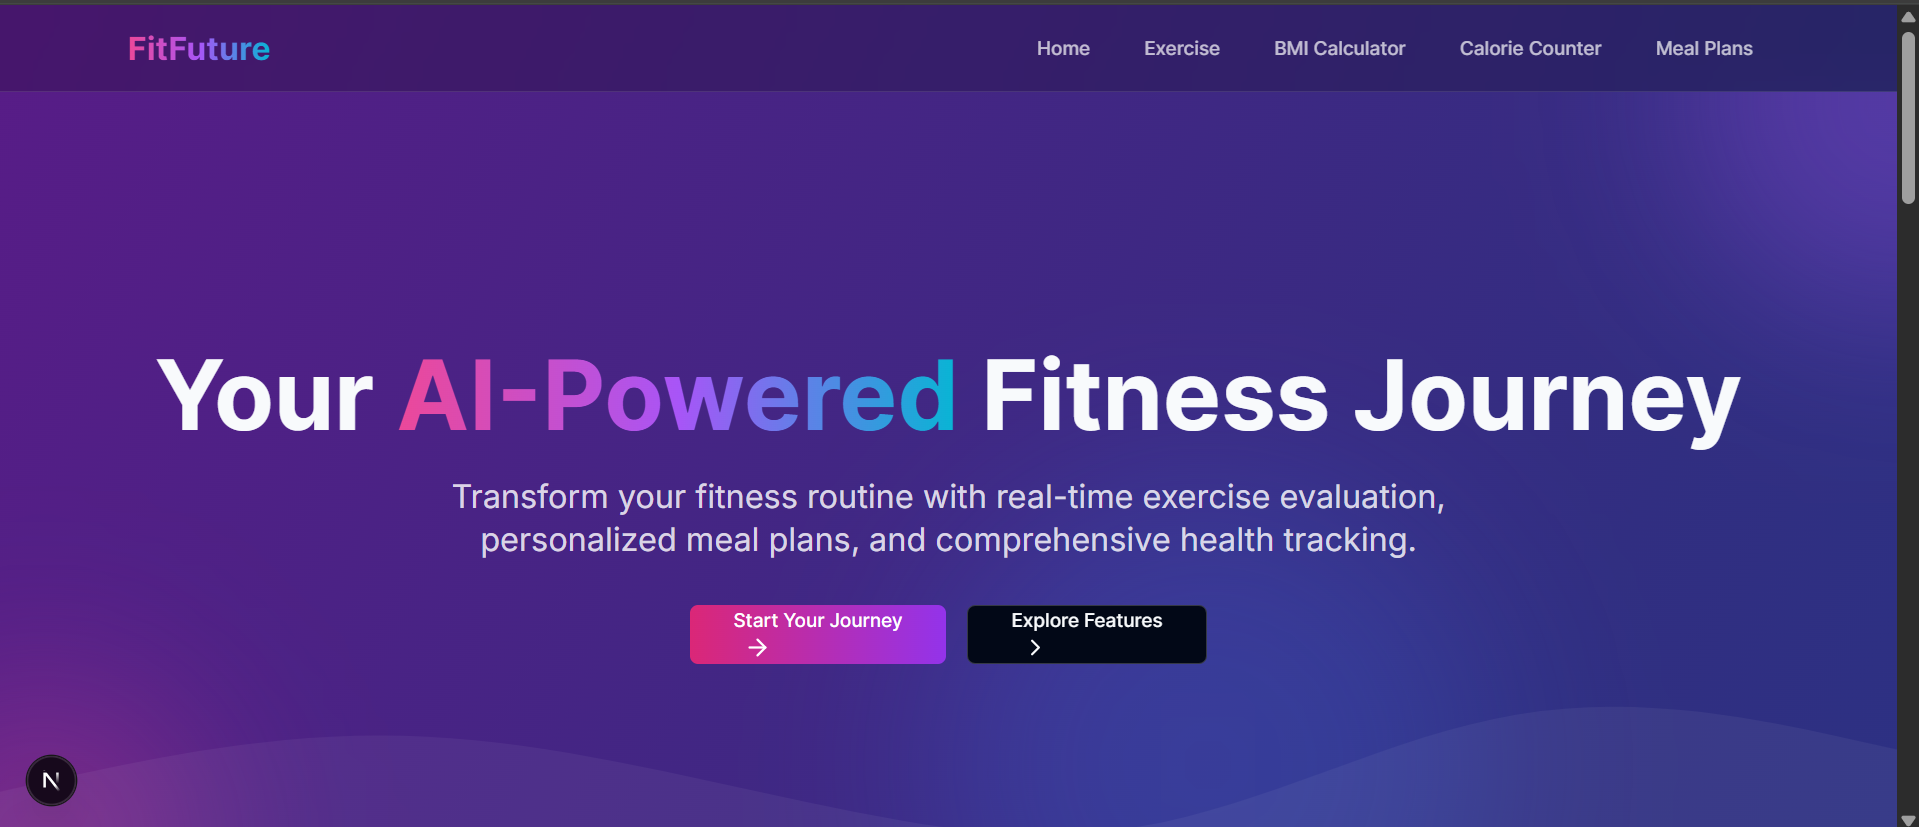 FitFuture
Home
Exercise
BMI Calculator
Calorie Counter
Meal Plans
Your AI-Powered Fitness Journey
Transform your fitness routine with real-time exercise evaluation,
personalized meal plans, and comprehensive health tracking.
Start Your Journey
Explore Features
N